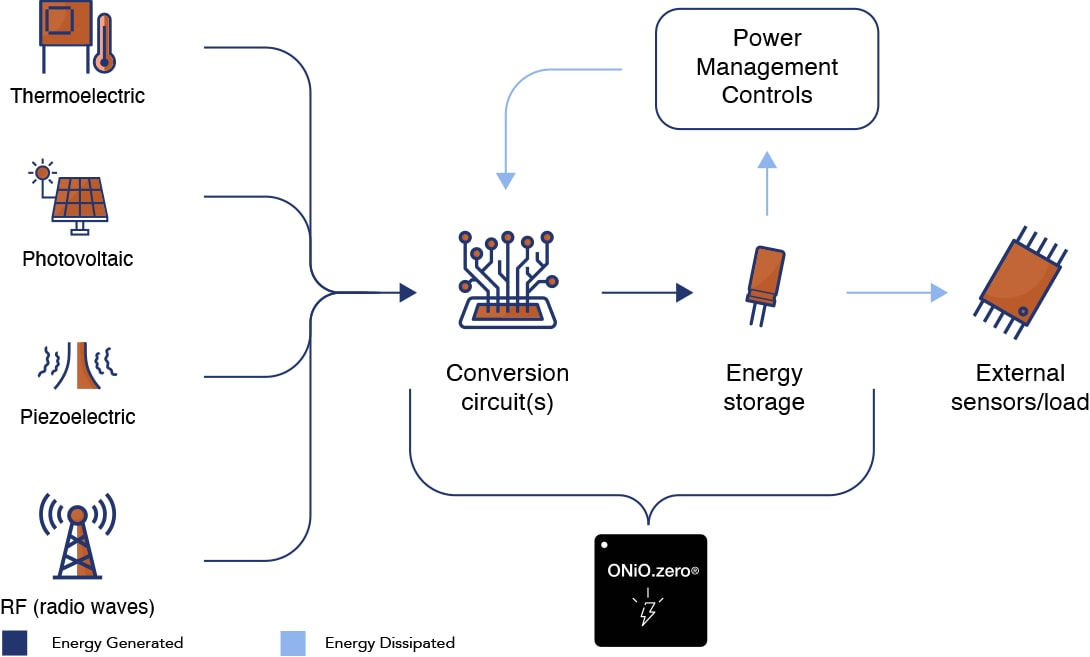 Thermoelectric
Photovoltaic
Piezoelectric
RF (radio waves)
Power
Management
Controls
Conversion
circuit(s)
Energy
storage
External
sensors/load
ONiO.zero®
Energy Generated
Energy Dissipated